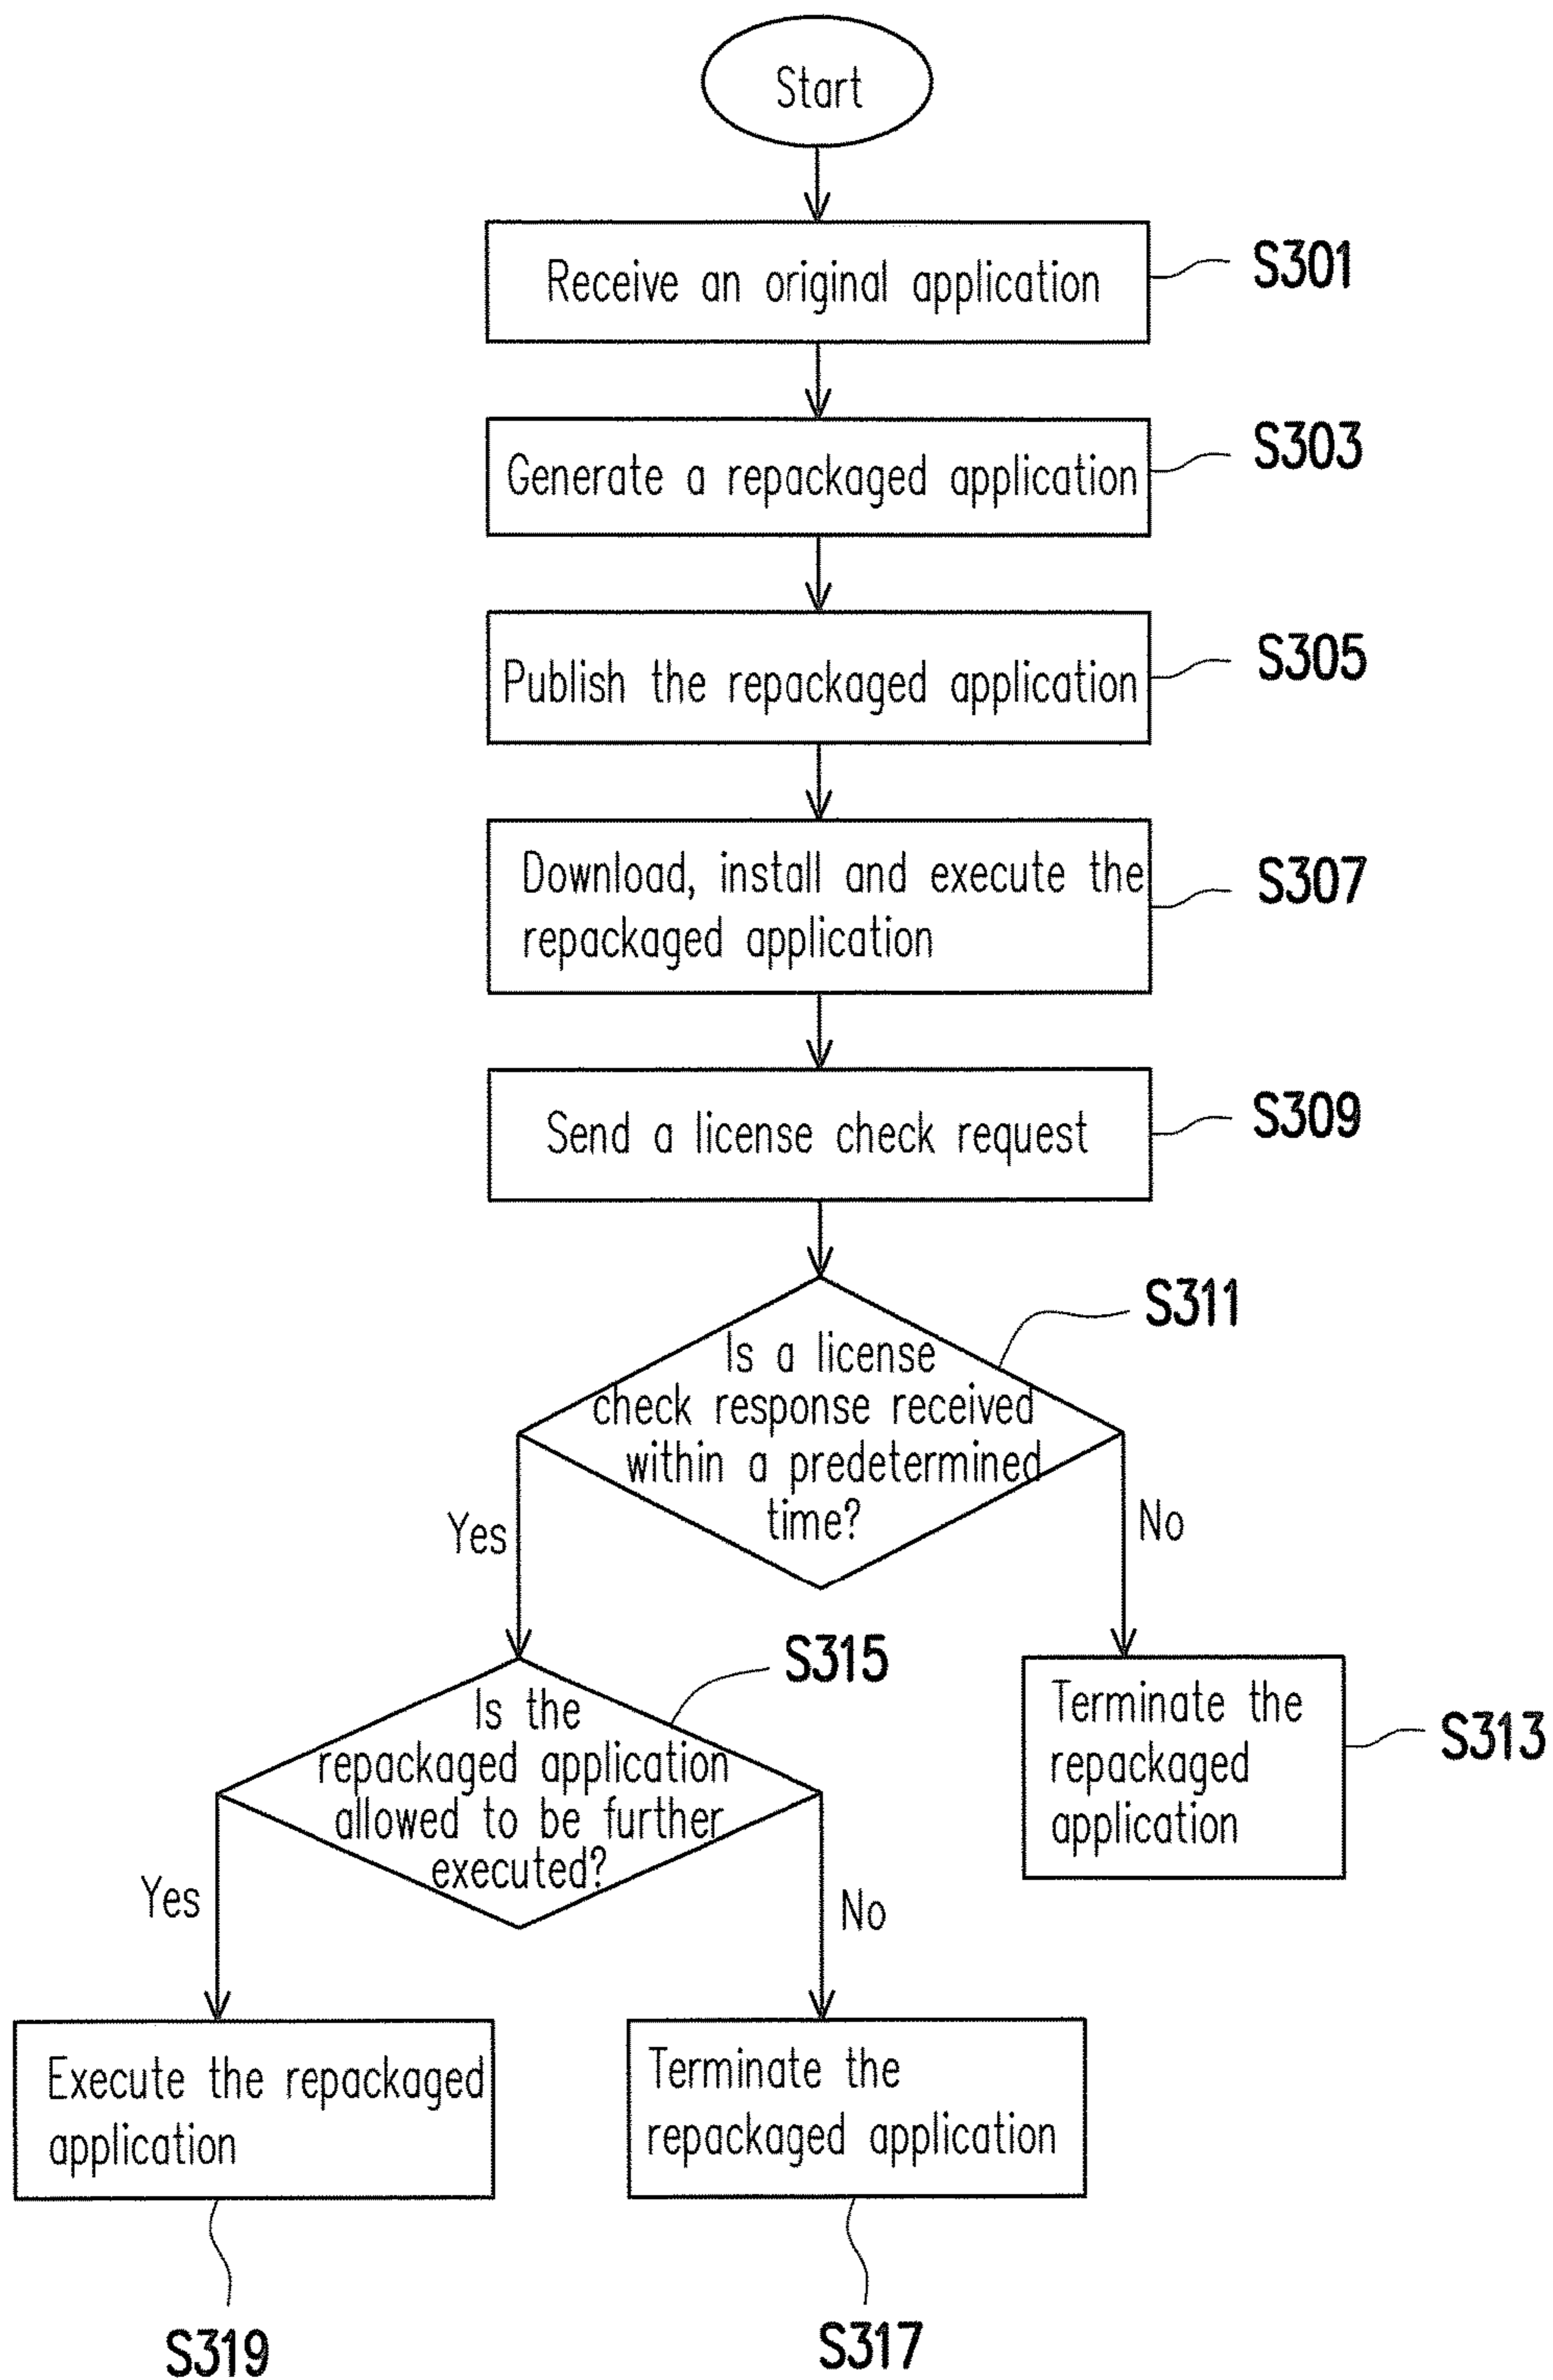 Start
Receive an original application
S301
Generate a repackaged application
S303
Publish the repackaged application
S305
Download, install and execute the
repackaged application
S307
Send a license check request
S309
Is a license
check response received
within a predetermined
time?
S311
Yes
No
Is the
repackaged application
allowed to be further
executed?
S315
Terminate the
repackaged
application
S313
Yes
No
Execute the repackaged
application
Terminate the
repackaged application
S319
S317